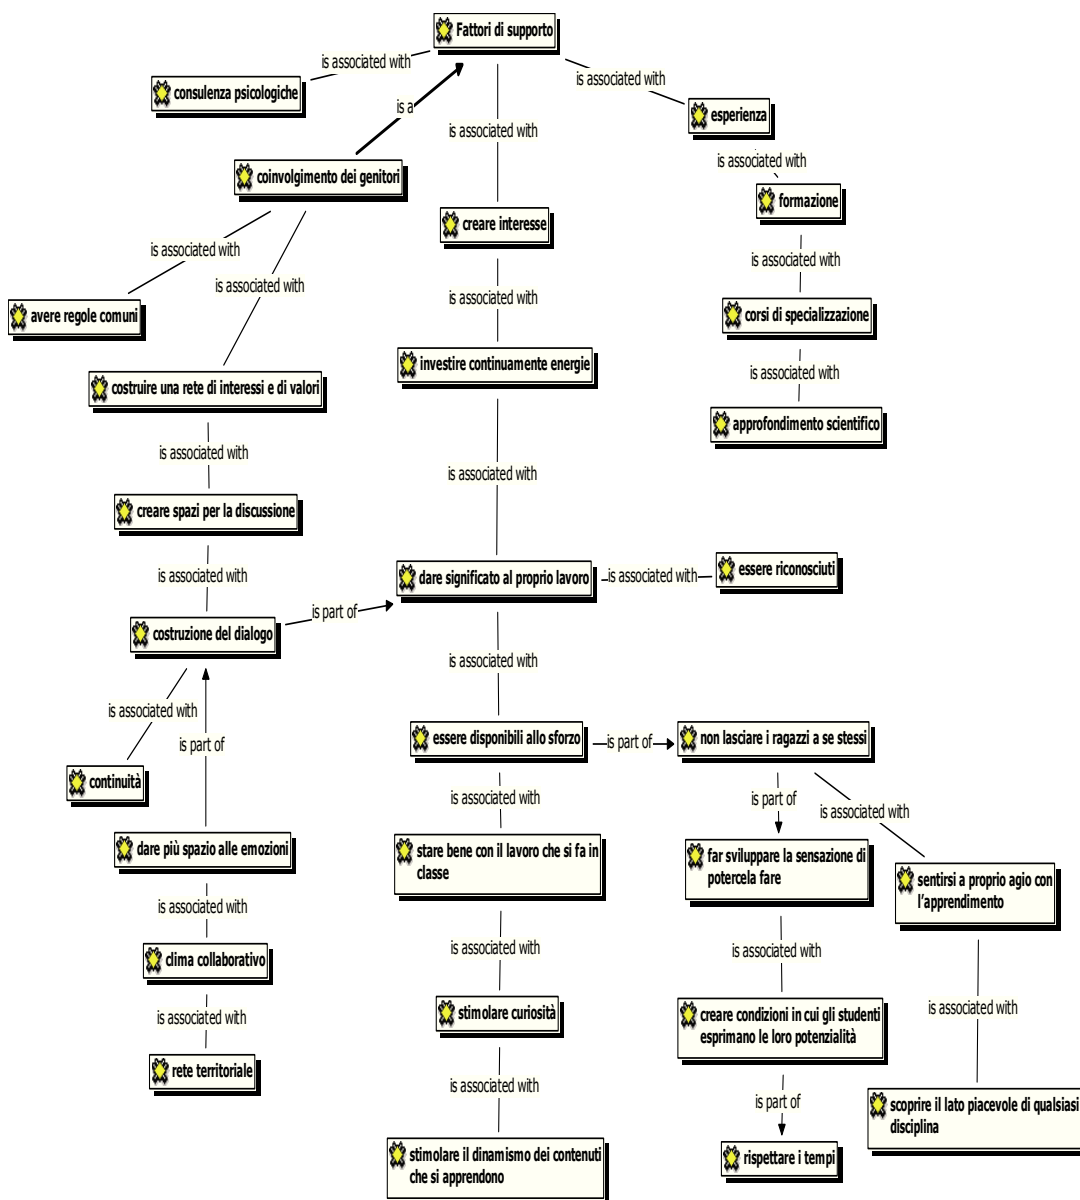 Fattori di supporto
is associated with
consulenza psicologiche
is associated with
esperienza
is a
is associated with
is associated with
coinvolgimento dei genitori
formazione
creare interesse
is associated with
is associated with
is associated with
is associated with
avere regole comuni
corsi di specializzazione
investire continuamente energie
is associated with
costruire una rete di interessi e di valori
approfondimento scientifico
is associated with
is associated with
creare spazi per la discussione
is associated with
dare significato al proprio lavoro
is associated with
essere riconosciuti
is part of
costruzione del dialogo
is associated with
is associated with
is part of
essere disponibili allo sforzo
is part of
non lasciare i ragazzi a se stessi
continuità
is associated with
is part of
is associated with
dare più spazio alle emozioni
stare bene con il lavoro che si fa in
classe
far sviluppare la sensazione di
potercela fare
sentirsi a proprio agio con
l'apprendimento
is associated with
is associated with
is associated with
clima collaborativo
is associated with
stimolare curiosità
creare condizioni in cui gli studenti
esprimano le loro potenzialità
is associated with
rete territoriale
is associated with
is part of
scoprire il lato piacevole di qualsiasi
disciplina
stimolare il dinamismo dei contenuti
che si apprendono
rispettare i tempi